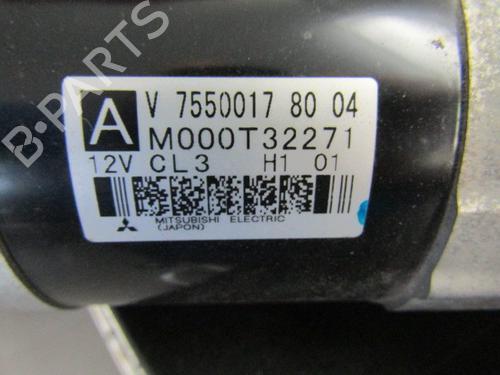 A
V 7550017 80 04
M000T32271
12V CL3 H1 01
MITSUBISHI ELECTRIC
(JAPON)
B-PARTS